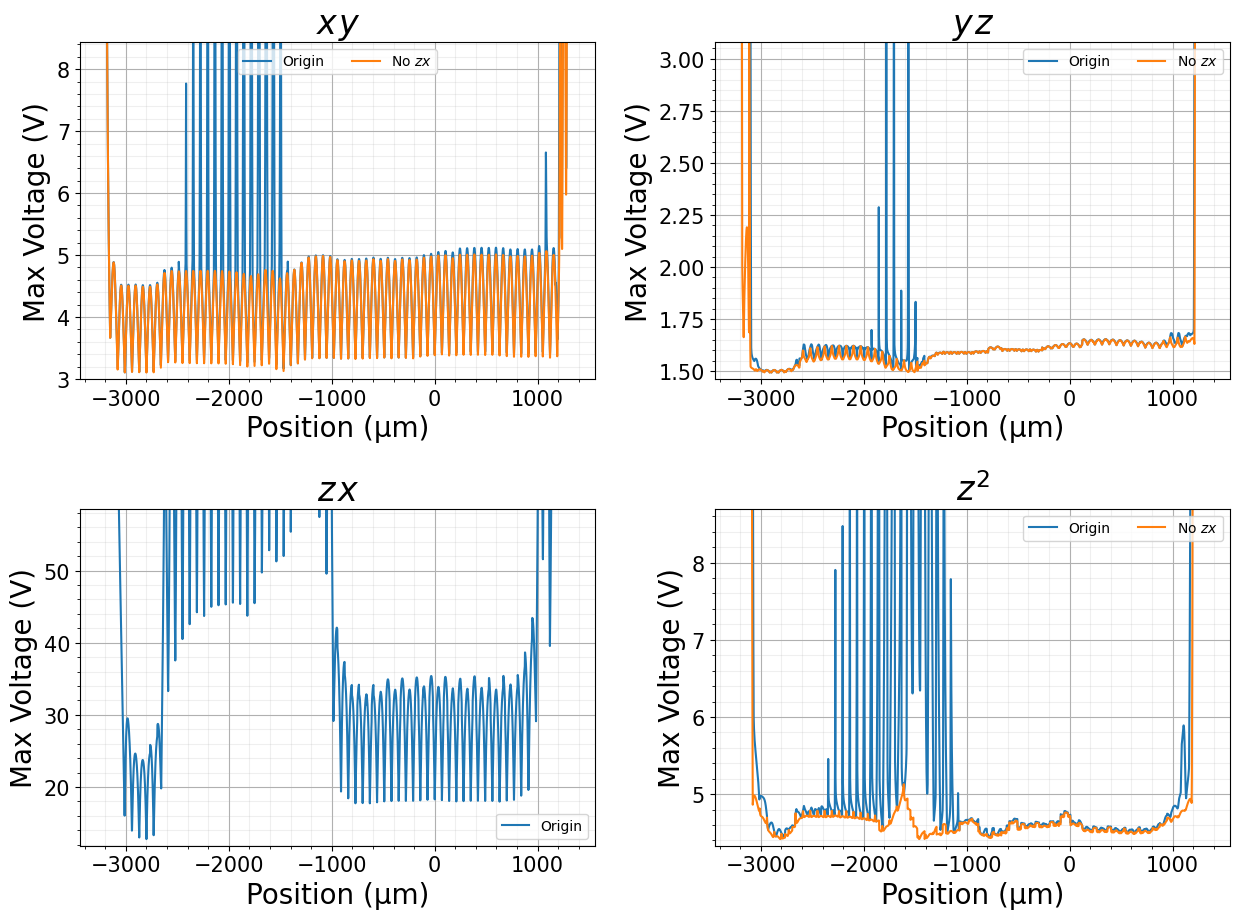 xy
Max Voltage (V)
8
7
6
5
4
3
Origin
No zx
−3000 −2000 −1000 0 1000
Position (µm)
yz
Max Voltage (V)
3.00
2.75
2.50
2.25
2.00
1.75
1.50
Origin
No zx
−3000 −2000 −1000 0 1000
Position (µm)
zx
Max Voltage (V)
50
40
30
20
Origin
−3000 −2000 −1000 0 1000
Position (µm)
z²
Max Voltage (V)
8
7
6
5
Origin
No zx
−3000 −2000 −1000 0 1000
Position (µm)